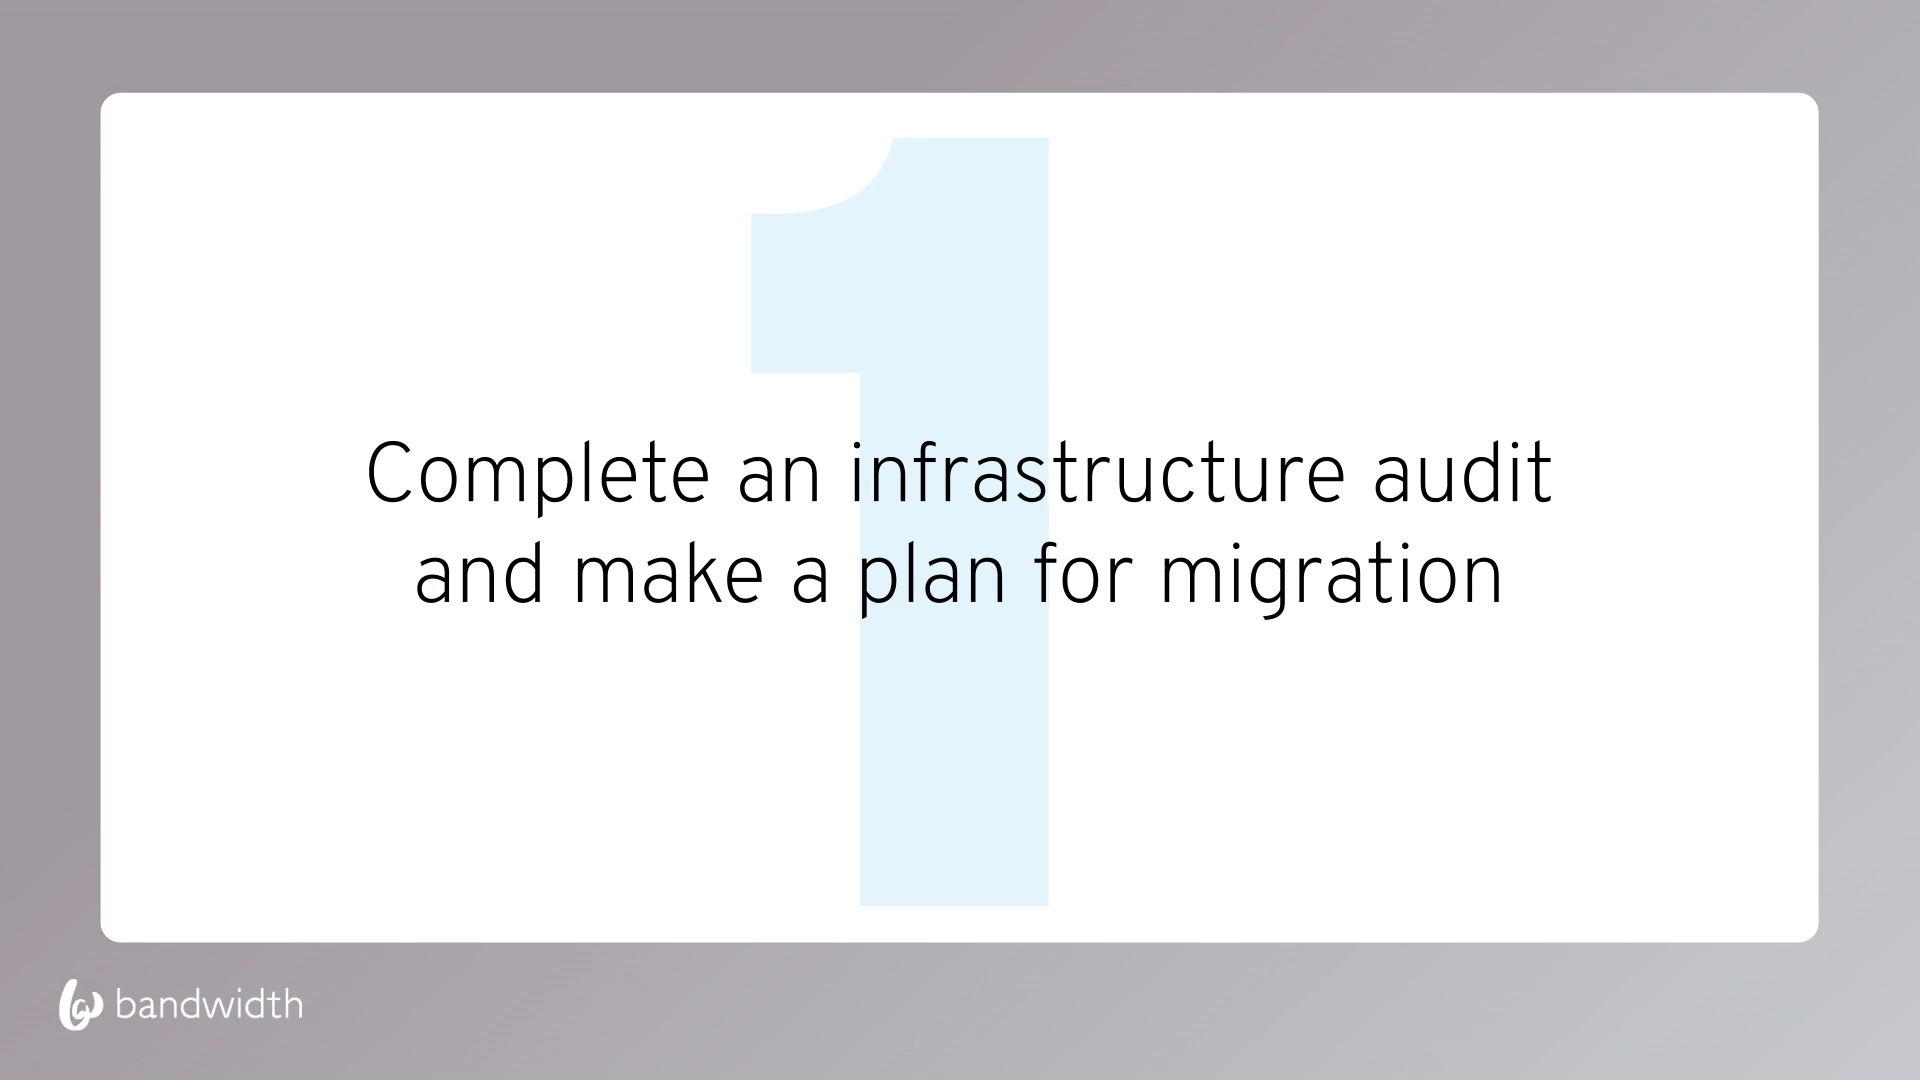 1
Complete an infrastructure audit
and make a plan for migration
bandwidth